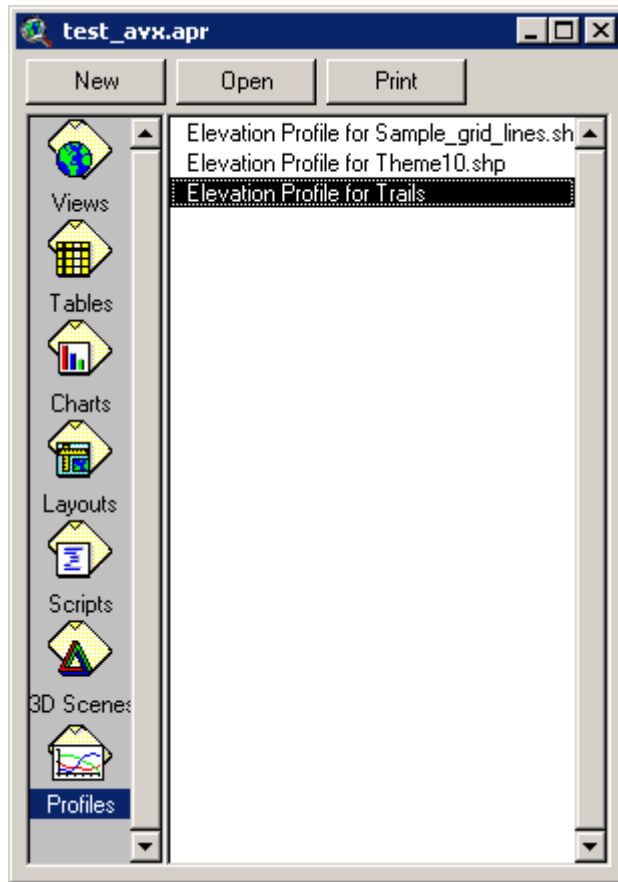 test_avx.apr
New Open Print
Elevation Profile for Sample_grid_lines.sh
Elevation Profile for Theme10.shp
Elevation Profile for Trails
Views
Tables
Charts
Layouts
Scripts
3D Scenes
Profiles